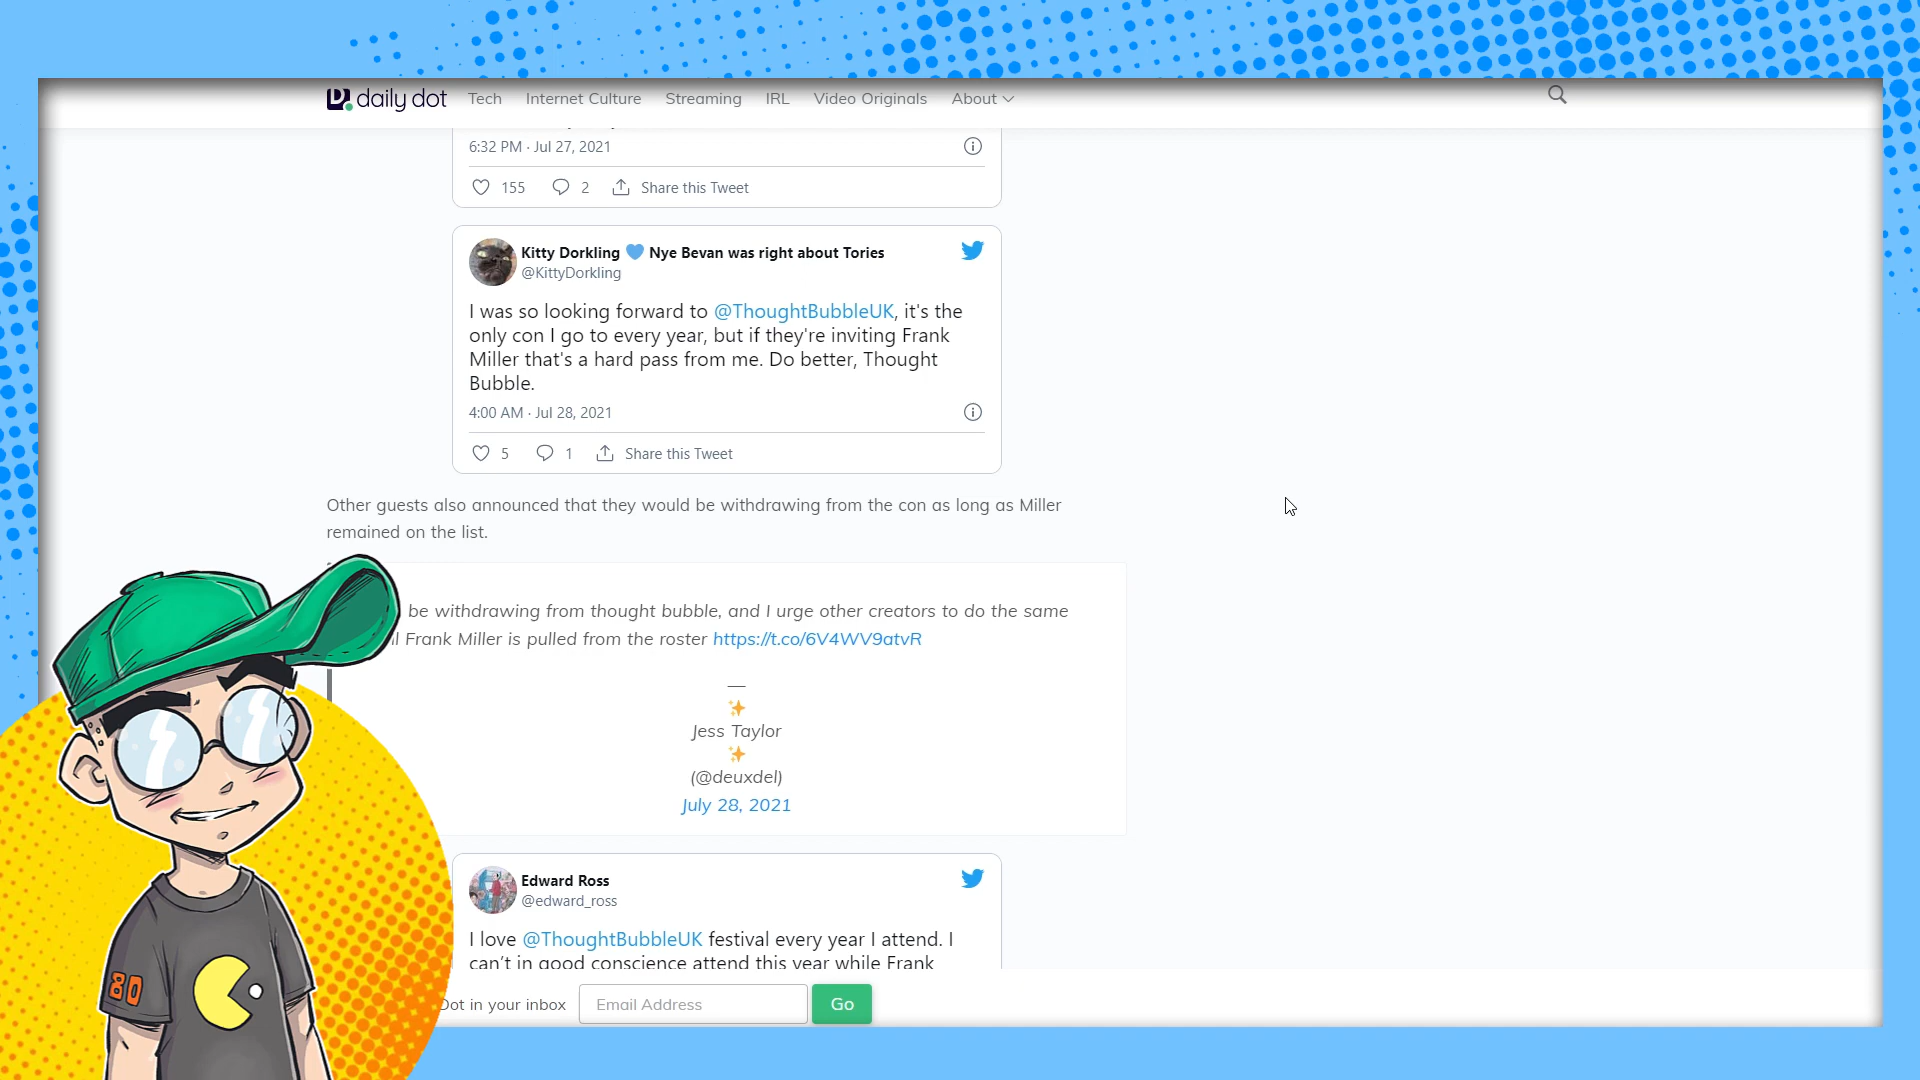 daily dot Tech Internet Culture Streaming IRL Video Originals About
6:32 PM · Jul 27, 2021
155 2 Share this Tweet
Kitty Dorkling 💙 Nye Bevan was right about Tories
@KittyDorkling
I was so looking forward to @ThoughtBubbleUK, it's the
only con I go to every year, but if they're inviting Frank
Miller that's a hard pass from me. Do better, Thought
Bubble.
4:00 AM · Jul 28, 2021
5 1 Share this Tweet
Other guests also announced that they would be withdrawing from the con as long as Miller
remained on the list.
be withdrawing from thought bubble, and I urge other creators to do the same
Frank Miller is pulled from the roster https://t.co/6V4WV9atvR
—
✨
Jess Taylor
✨
(@deuxdel)
July 28, 2021
Edward Ross
@edward_ross
I love @ThoughtBubbleUK festival every year I attend. I
can't in good conscience attend this year while Frank
Dot in your inbox Email Address Go
80